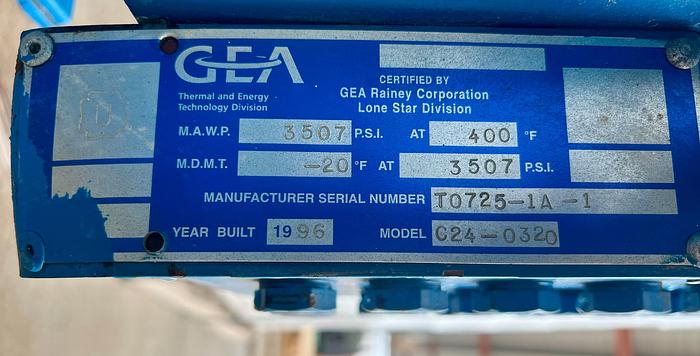 GEA
Thermal and Energy
Technology Division
CERTIFIED BY
GEA Rainey Corporation
Lone Star Division
M.A.W.P. 3507 P.S.I. AT 400 °F
M.D.M.T. -20 °F AT 3507 P.S.I.
MANUFACTURER SERIAL NUMBER T0725-1A-1
YEAR BUILT 1996 MODEL C24-0320